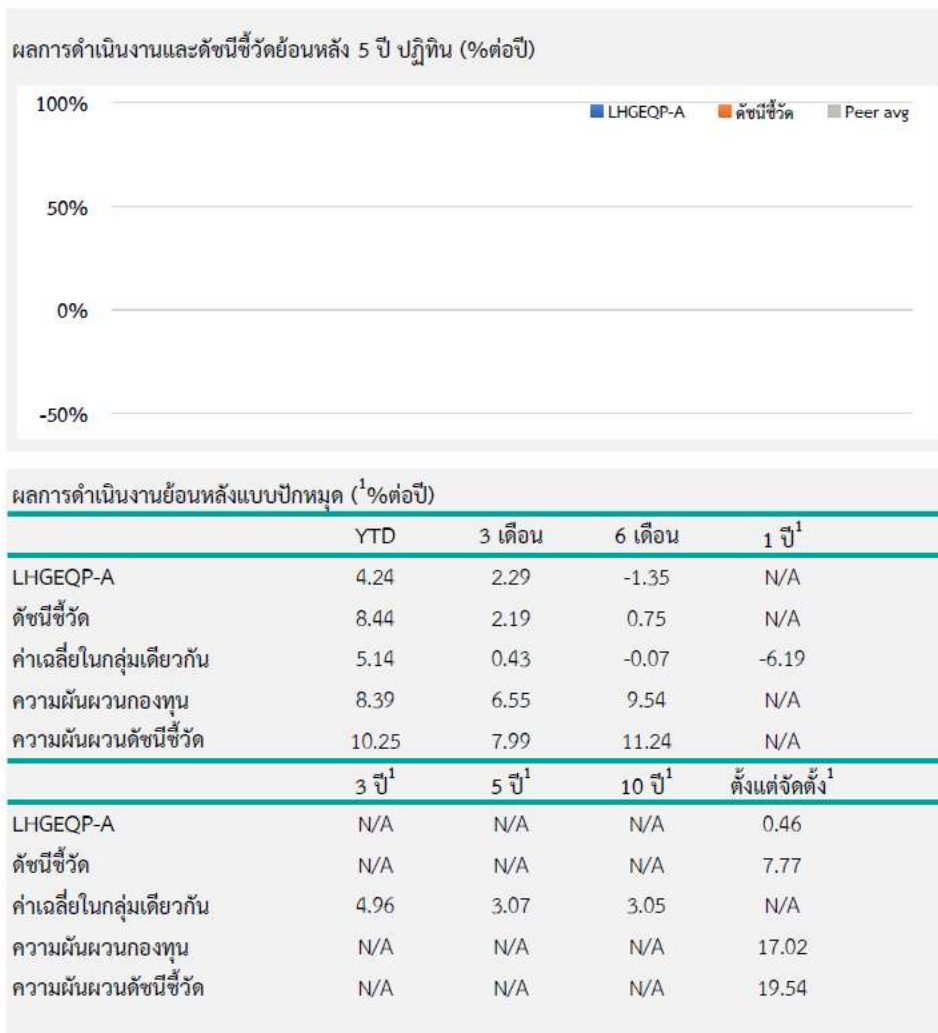 ผลการดำเนินงานและดัชนีชี้วัดย้อนหลัง 5 ปี ปฏิทิน (%ต่อปี)
100%
LHGEQP-A ดัชนีชี้วัด Peer avg
50%
0%
-50%
ผลการดำเนินงานย้อนหลังแบบปักหมุด (¹%ต่อปี)
YTD 3 เดือน 6 เดือน 1 ปี¹
LHGEQP-A 4.24 2.29 -1.35 N/A
ดัชนีชี้วัด 8.44 2.19 0.75 N/A
ค่าเฉลี่ยในกลุ่มเดียวกัน 5.14 0.43 -0.07 -6.19
ความผันผวนกองทุน 8.39 6.55 9.54 N/A
ความผันผวนดัชนีชี้วัด 10.25 7.99 11.24 N/A
3 ปี¹ 5 ปี¹ 10 ปี¹ ตั้งแต่จัดตั้ง¹
LHGEQP-A N/A N/A N/A 0.46
ดัชนีชี้วัด N/A N/A N/A 7.77
ค่าเฉลี่ยในกลุ่มเดียวกัน 4.96 3.07 3.05 N/A
ความผันผวนกองทุน N/A N/A N/A 17.02
ความผันผวนดัชนีชี้วัด N/A N/A N/A 19.54